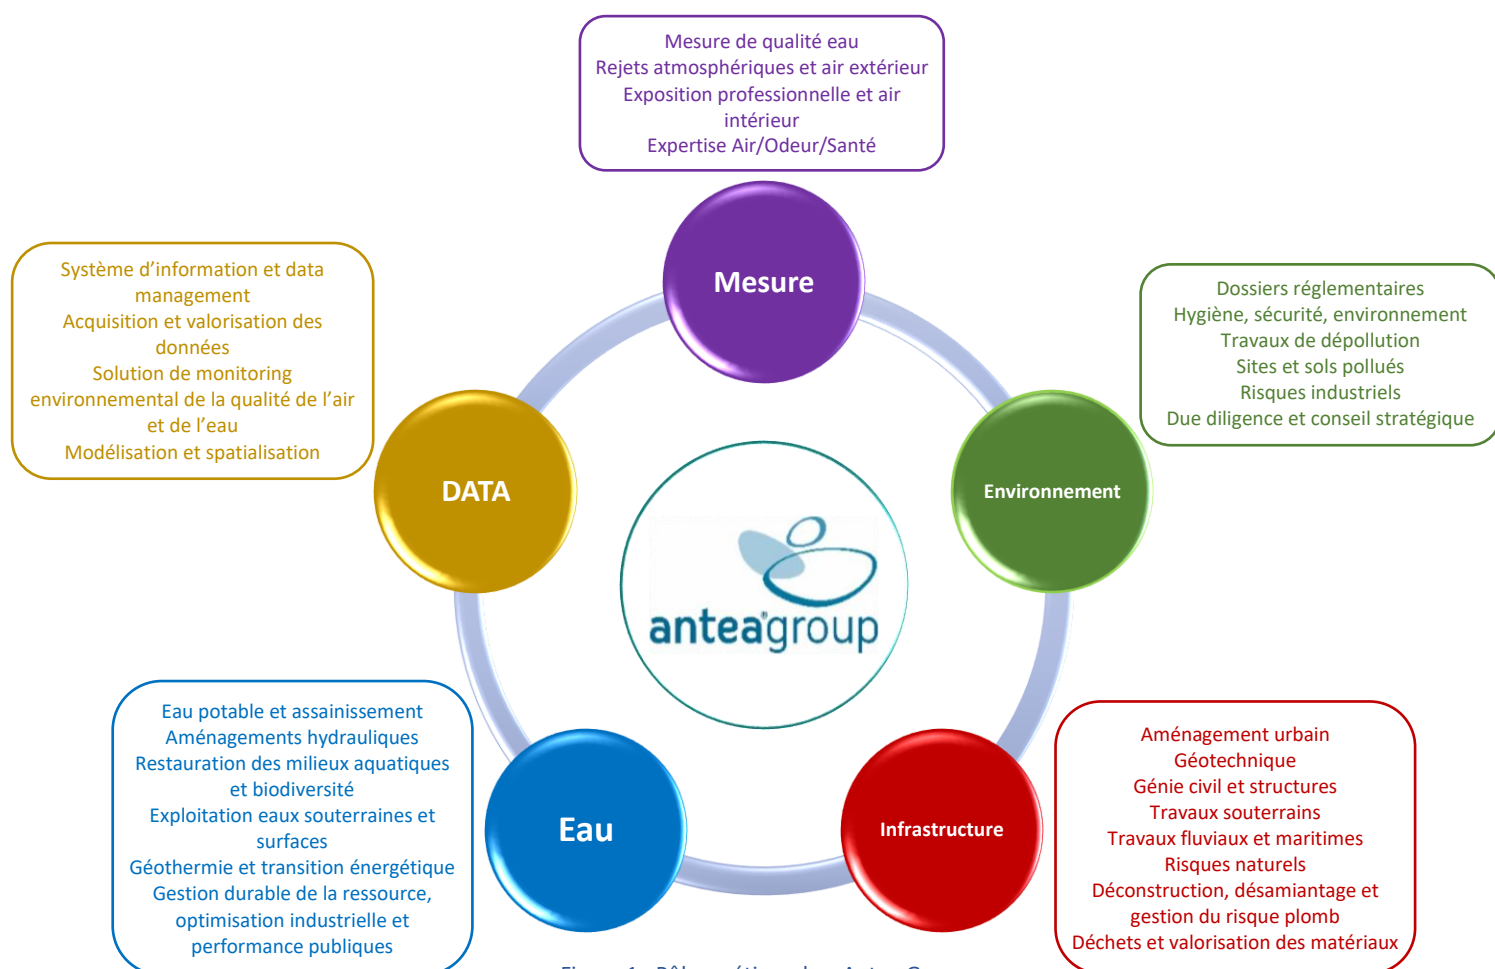 Mesure de qualité eau
Rejets atmosphériques et air extérieur
Exposition professionnelle et air
intérieur
Expertise Air/Odeur/Santé
Mesure
Système d’information et data
management
Acquisition et valorisation des
données
Solution de monitoring
environnemental de la qualité de l’air
et de l’eau
Modélisation et spatialisation
DATA
Dossiers réglementaires
Hygiène, sécurité, environnement
Travaux de dépollution
Sites et sols pollués
Risques industriels
Due diligence et conseil stratégique
Environnement
antea®group
Eau potable et assainissement
Aménagements hydrauliques
Restauration des milieux aquatiques
et biodiversité
Exploitation eaux souterraines et
surfaces
Géothermie et transition énergétique
Gestion durable de la ressource,
optimisation industrielle et
performance publiques
Eau
Infrastructure
Aménagement urbain
Géotechnique
Génie civil et structures
Travaux souterrains
Travaux fluviaux et maritimes
Risques naturels
Déconstruction, désamiantage et
gestion du risque plomb
Déchets et valorisation des matériaux